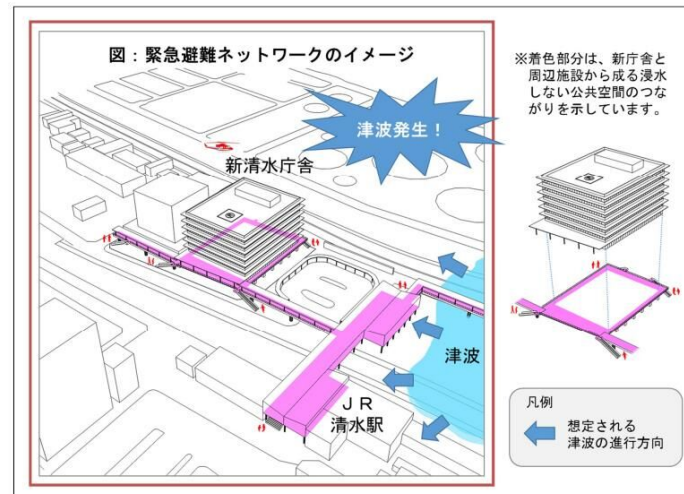 図：緊急避難ネットワークのイメージ
津波発生！
新清水庁舎
津波
ＪＲ
清水駅
※着色部分は、新庁舎と
周辺施設から成る浸水
しない公共空間のつな
がりを示しています。
凡例
想定される
津波の進行方向